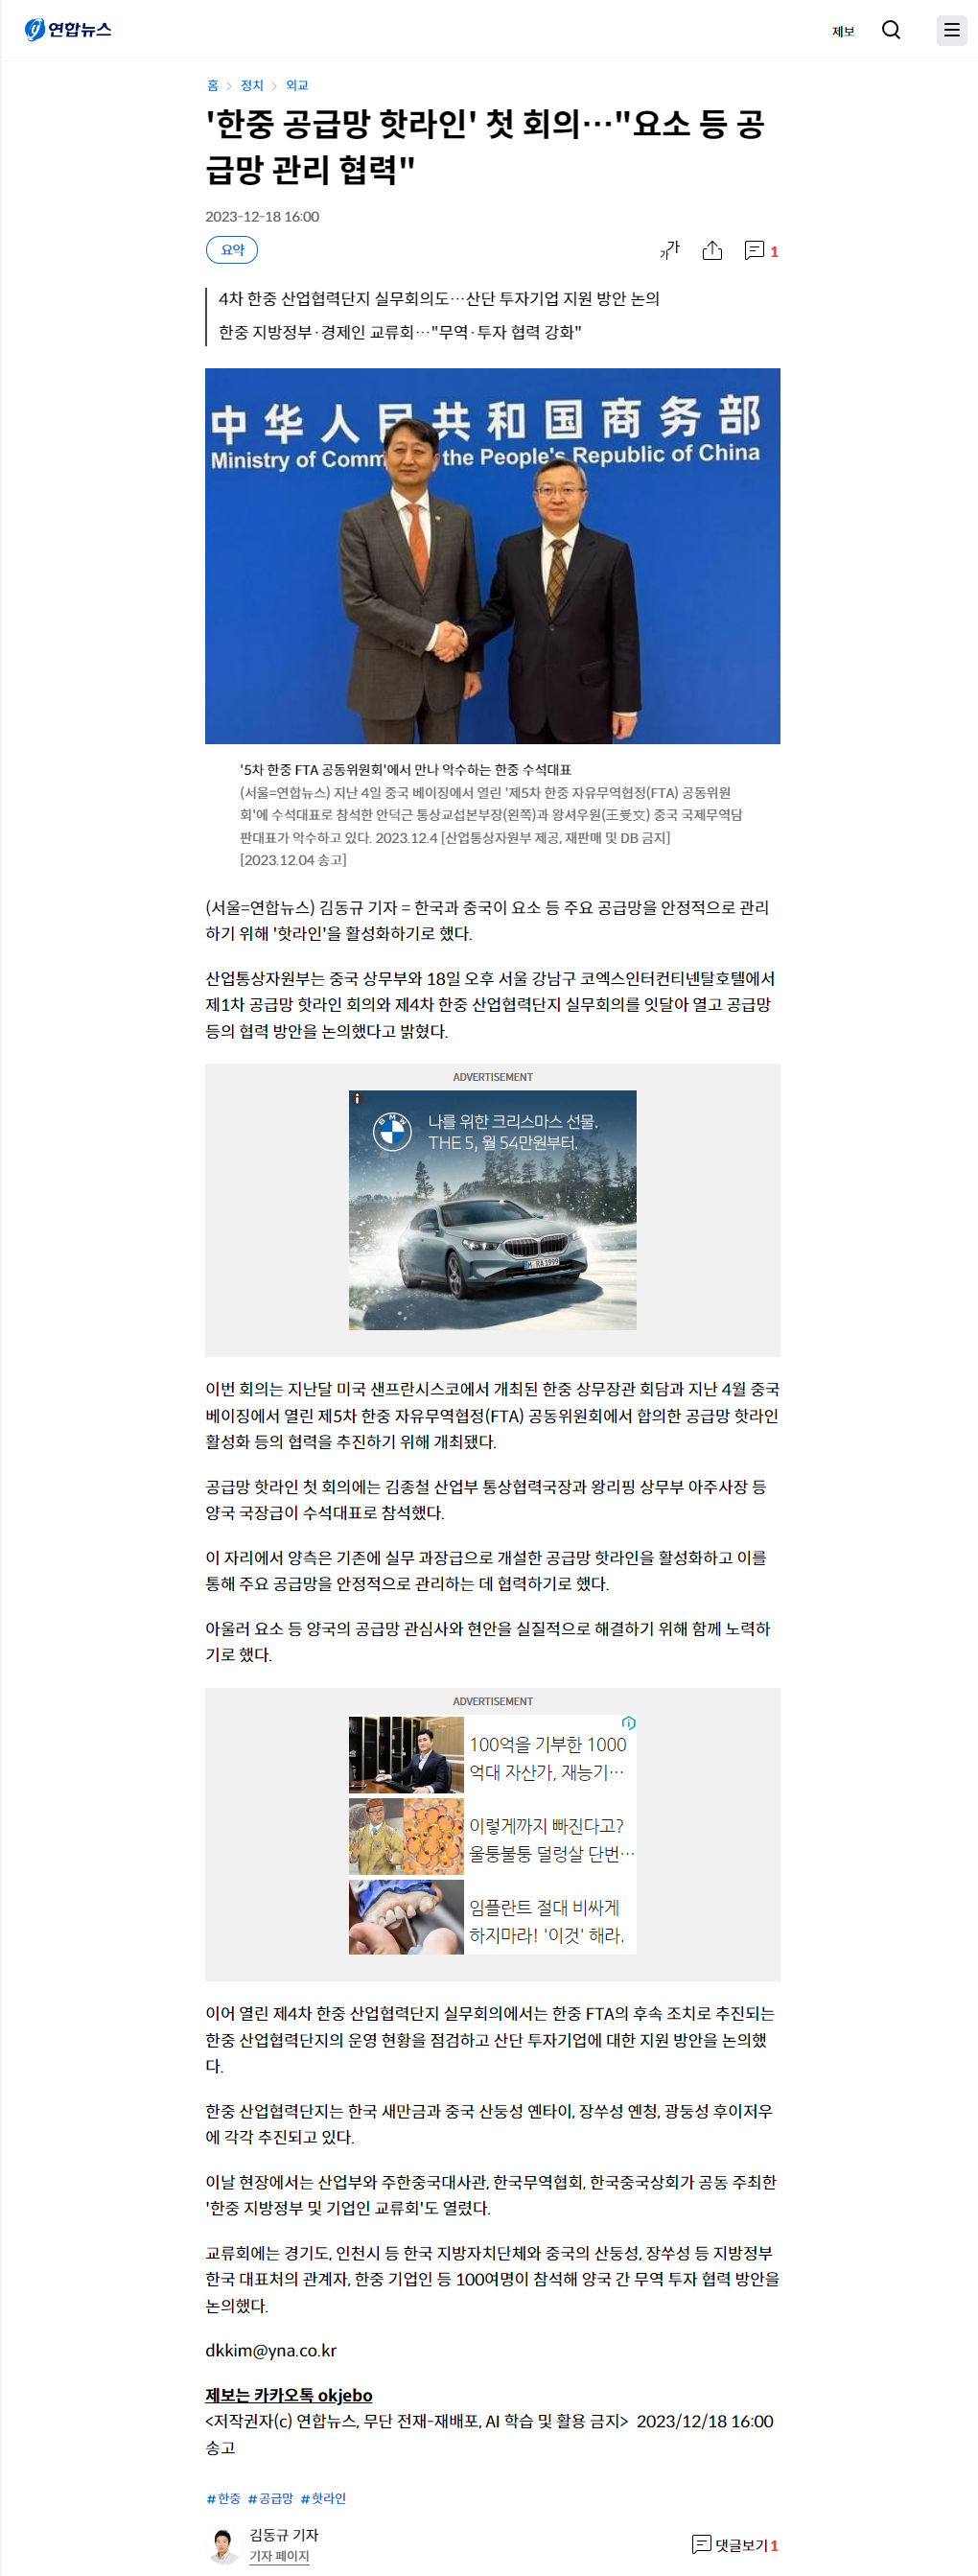 연합뉴스
제보
홈 > 정치 > 외교
'한중 공급망 핫라인' 첫 회의…"요소 등 공
급망 관리 협력"
2023-12-18 16:00
요약
가가
1
4차 한중 산업협력단지 실무회의도…산단 투자기업 지원 방안 논의
한중 지방정부·경제인 교류회…"무역·투자 협력 강화"
中华人民共和国商务部
Ministry of Com the People's Republic of China
'5차 한중 FTA 공동위원회'에서 만나 악수하는 한중 수석대표
(서울=연합뉴스) 지난 4일 중국 베이징에서 열린 '제5차 한중 자유무역협정(FTA) 공동위원
회'에 수석대표로 참석한 안덕근 통상교섭본부장(왼쪽)과 왕셔우원(王受文) 중국 국제무역담
판대표가 악수하고 있다. 2023.12.4 [산업통상자원부 제공, 재판매 및 DB 금지]
[2023.12.04 송고]
(서울=연합뉴스) 김동규 기자 = 한국과 중국이 요소 등 주요 공급망을 안정적으로 관리
하기 위해 '핫라인'을 활성화하기로 했다.
산업통상자원부는 중국 상무부와 18일 오후 서울 강남구 코엑스인터컨티넨탈호텔에서
제1차 공급망 핫라인 회의와 제4차 한중 산업협력단지 실무회의를 잇달아 열고 공급망
등의 협력 방안을 논의했다고 밝혔다.
ADVERTISEMENT
BMW
나를 위한 크리스마스 선물.
THE 5, 월 54만원부터.
M·RA1999
이번 회의는 지난달 미국 샌프란시스코에서 개최된 한중 상무장관 회담과 지난 4월 중국
베이징에서 열린 제5차 한중 자유무역협정(FTA) 공동위원회에서 합의한 공급망 핫라인
활성화 등의 협력을 추진하기 위해 개최됐다.
공급망 핫라인 첫 회의에는 김종철 산업부 통상협력국장과 왕리핑 상무부 아주사장 등
양국 국장급이 수석대표로 참석했다.
이 자리에서 양측은 기존에 실무 과장급으로 개설한 공급망 핫라인을 활성화하고 이를
통해 주요 공급망을 안정적으로 관리하는 데 협력하기로 했다.
아울러 요소 등 양국의 공급망 관심사와 현안을 실질적으로 해결하기 위해 함께 노력하
기로 했다.
ADVERTISEMENT
100억을 기부한 1000
억대 자산가, 재능기…
이렇게까지 빠진다고?
울퉁불퉁 덜렁살 단번…
임플란트 절대 비싸게
하지마라! '이것' 해라.
이어 열린 제4차 한중 산업협력단지 실무회의에서는 한중 FTA의 후속 조치로 추진되는
한중 산업협력단지의 운영 현황을 점검하고 산단 투자기업에 대한 지원 방안을 논의했
다.
한중 산업협력단지는 한국 새만금과 중국 산둥성 옌타이, 장쑤성 옌청, 광둥성 후이저우
에 각각 추진되고 있다.
이날 현장에서는 산업부와 주한중국대사관, 한국무역협회, 한국중국상회가 공동 주최한
'한중 지방정부 및 기업인 교류회'도 열렸다.
교류회에는 경기도, 인천시 등 한국 지방자치단체와 중국의 산둥성, 장쑤성 등 지방정부
한국 대표처의 관계자, 한중 기업인 등 100여명이 참석해 양국 간 무역 투자 협력 방안을
논의했다.
dkkim@yna.co.kr
제보는 카카오톡 okjebo
<저작권자(c) 연합뉴스, 무단 전재-재배포, AI 학습 및 활용 금지> 2023/12/18 16:00
송고
#한중 #공급망 #핫라인
김동규 기자
기자 페이지
댓글보기 1